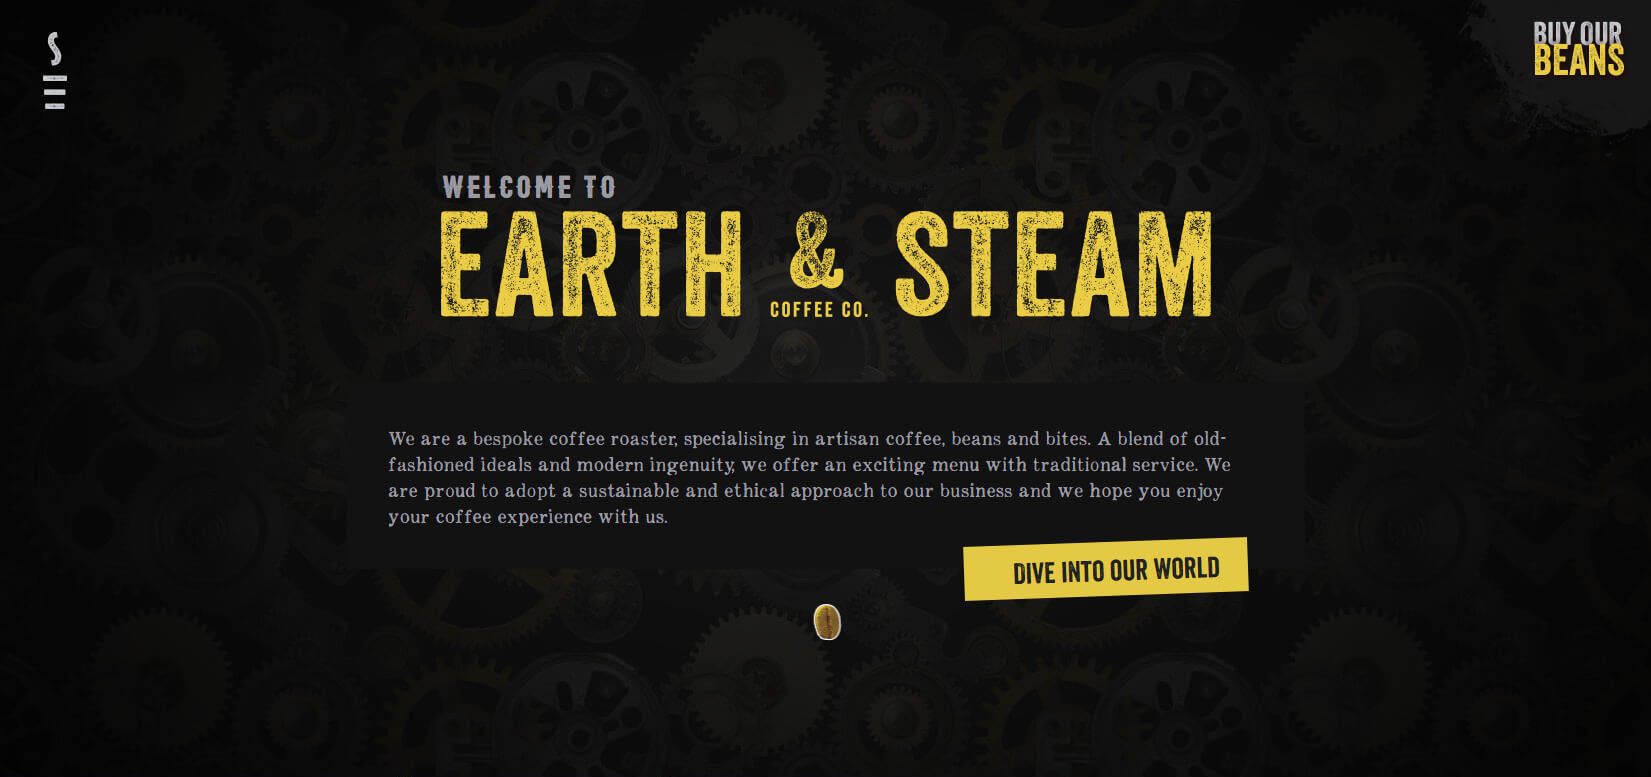 S
BUY OUR
BEANS
WELCOME TO
EARTH & STEAM
COFFEE CO.
We are a bespoke coffee roaster, specialising in artisan coffee, beans and bites. A blend of old-
fashioned ideals and modern ingenuity, we offer an exciting menu with traditional service. We
are proud to adopt a sustainable and ethical approach to our business and we hope you enjoy
your coffee experience with us.
DIVE INTO OUR WORLD